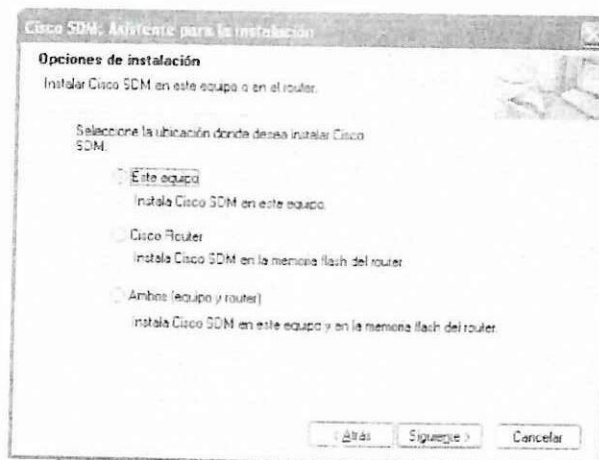 Cisco SDM: Asistente para la instalación
Opciones de instalación
Instalar Cisco SDM en este equipo o en el router.
Seleccione la ubicación donde desea instalar Cisco
SDM:
Este equipo
Instala Cisco SDM en este equipo.
Cisco Router
Instala Cisco SDM en la memoria flash del router.
Ambos (equipo y router)
Instala Cisco SDM en este equipo y en la memoria flash del router.
< Atrás
Siguiente >
Cancelar